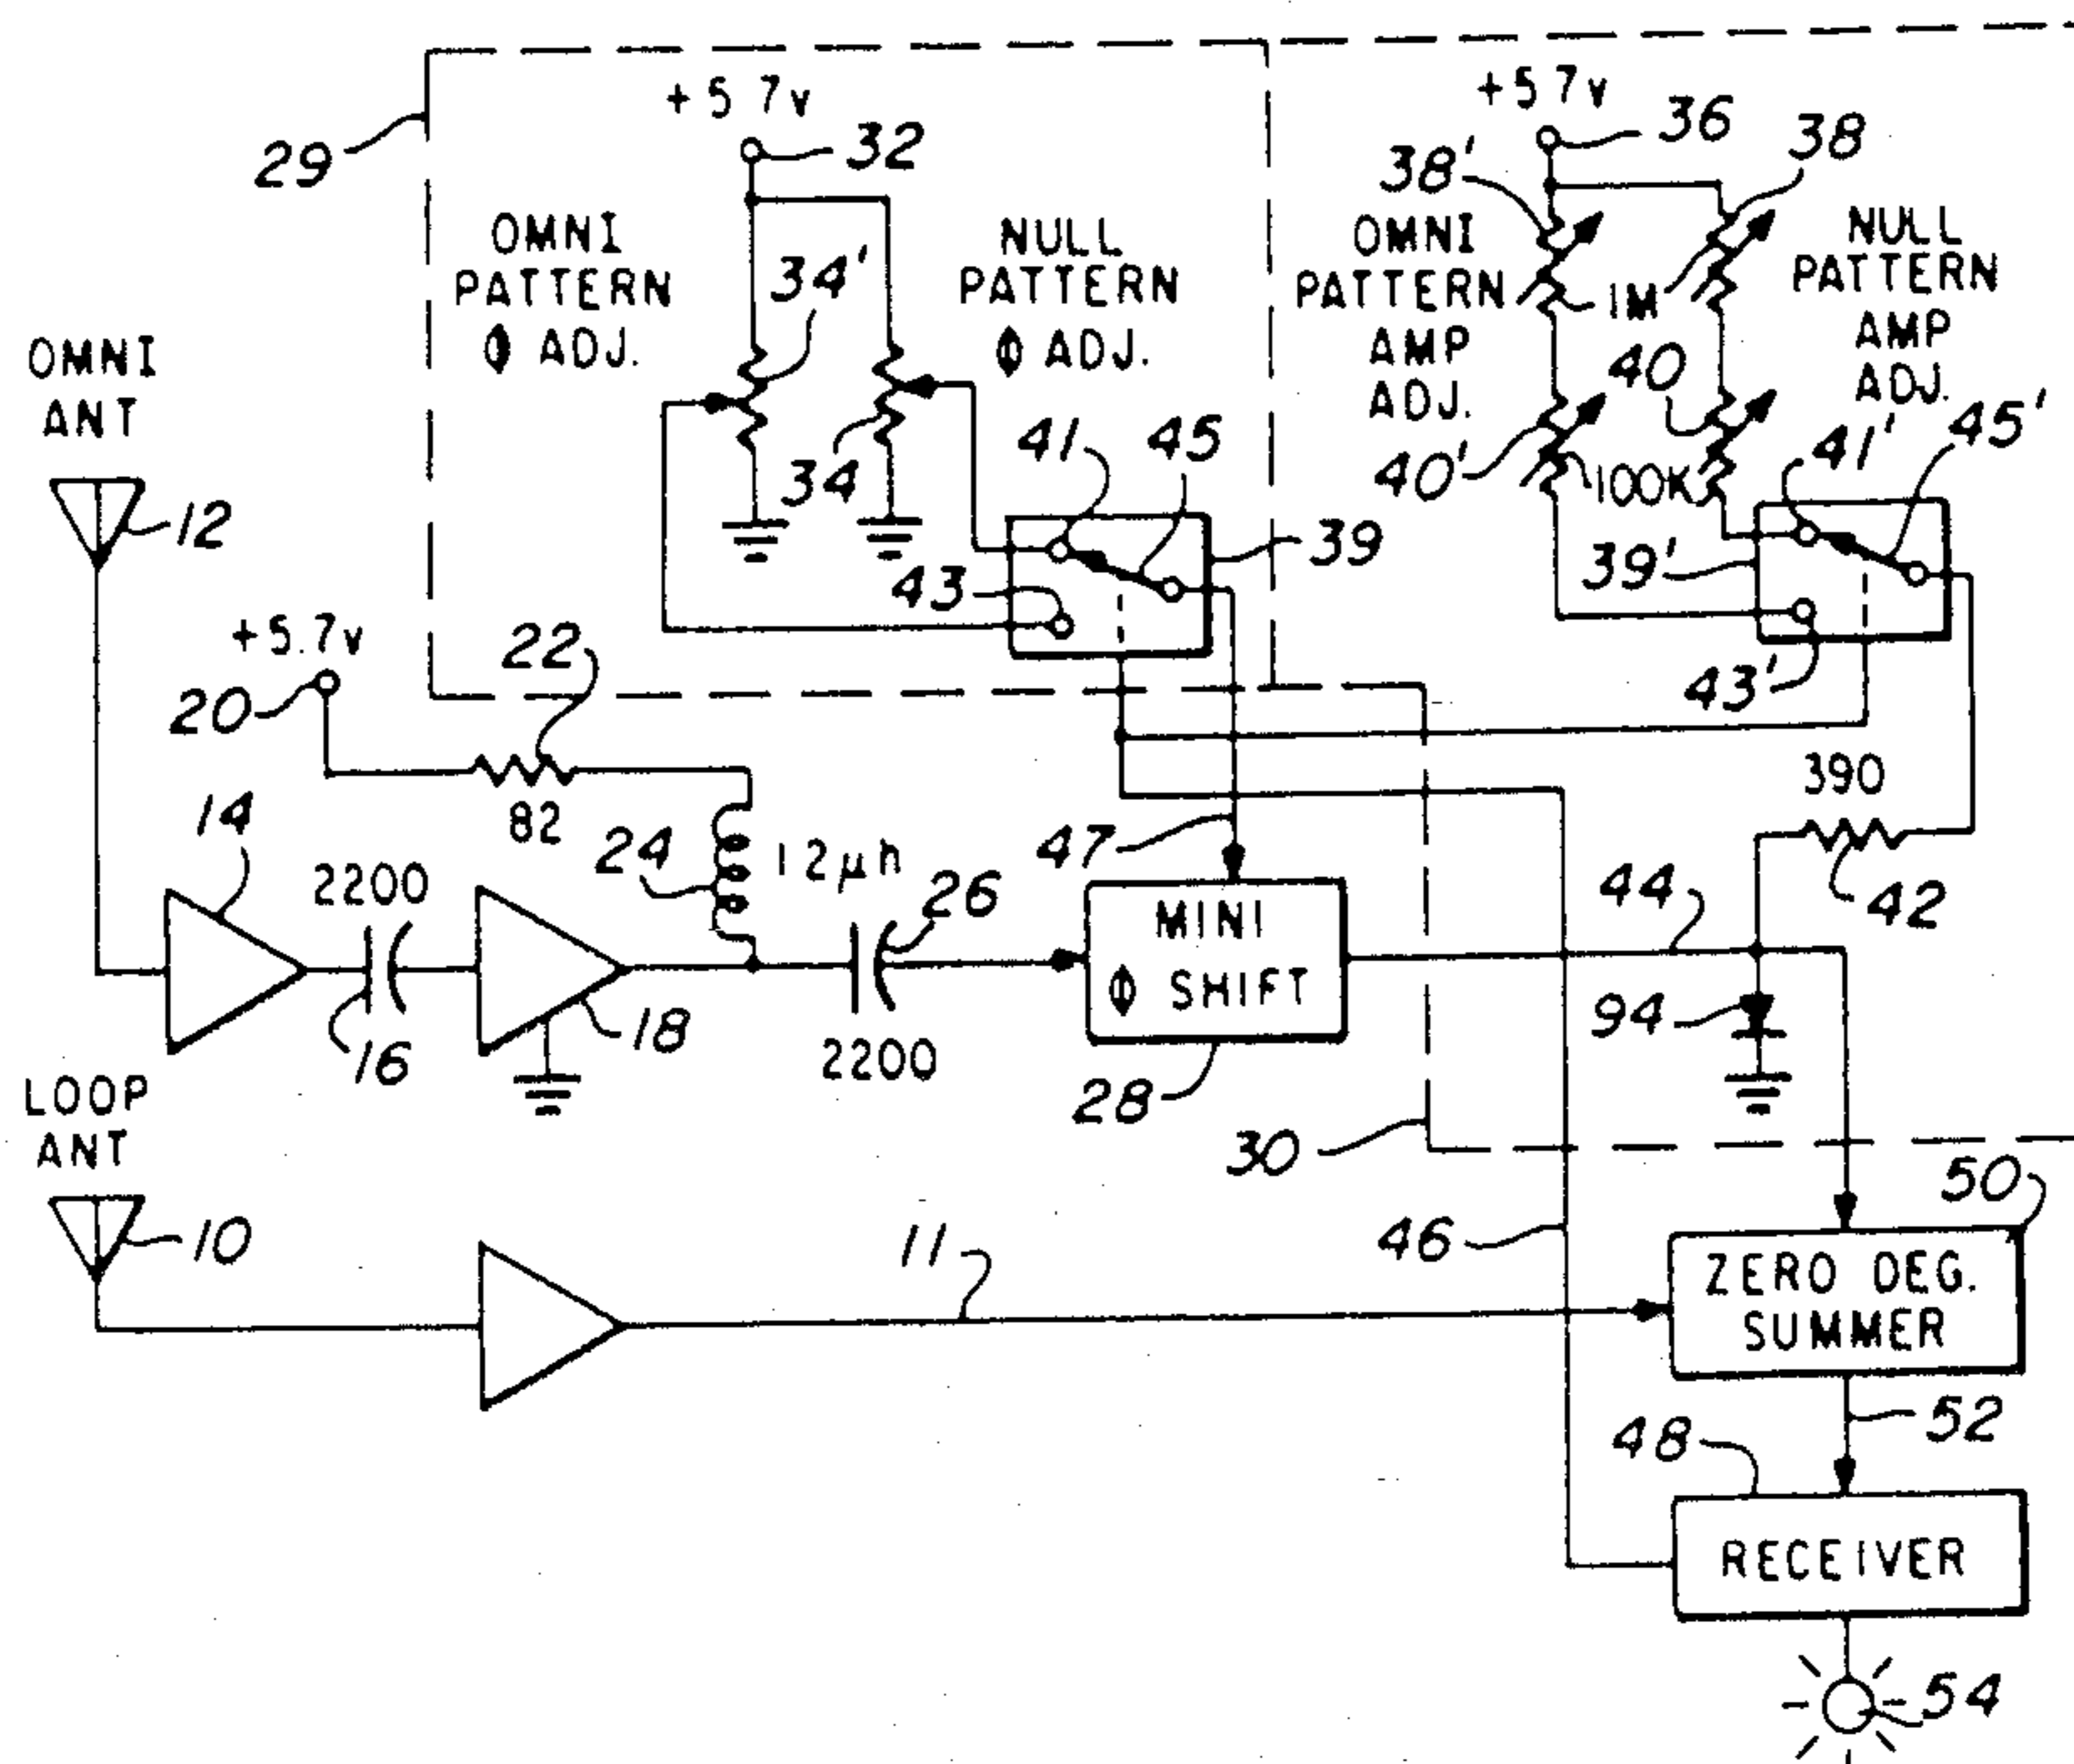 +5 7v
32
29
OMNI
PATTERN
Φ ADJ.
34'
NULL
PATTERN
Φ ADJ.
34
41
45
43
39
+5 7v
36
38'
38
OMNI
PATTERN
AMP
ADJ.
1M
NULL
PATTERN
AMP
ADJ.
40
40'
100K
41'
45'
39'
43'
OMNI
ANT
12
+5.7v
20
22
82
14
2200
24
12μh
26
16
18
2200
47
MINI
Φ SHIFT
28
390
42
44
94
30
LOOP
ANT
10
11
46
50
ZERO DEG.
SUMMER
52
48
RECEIVER
54